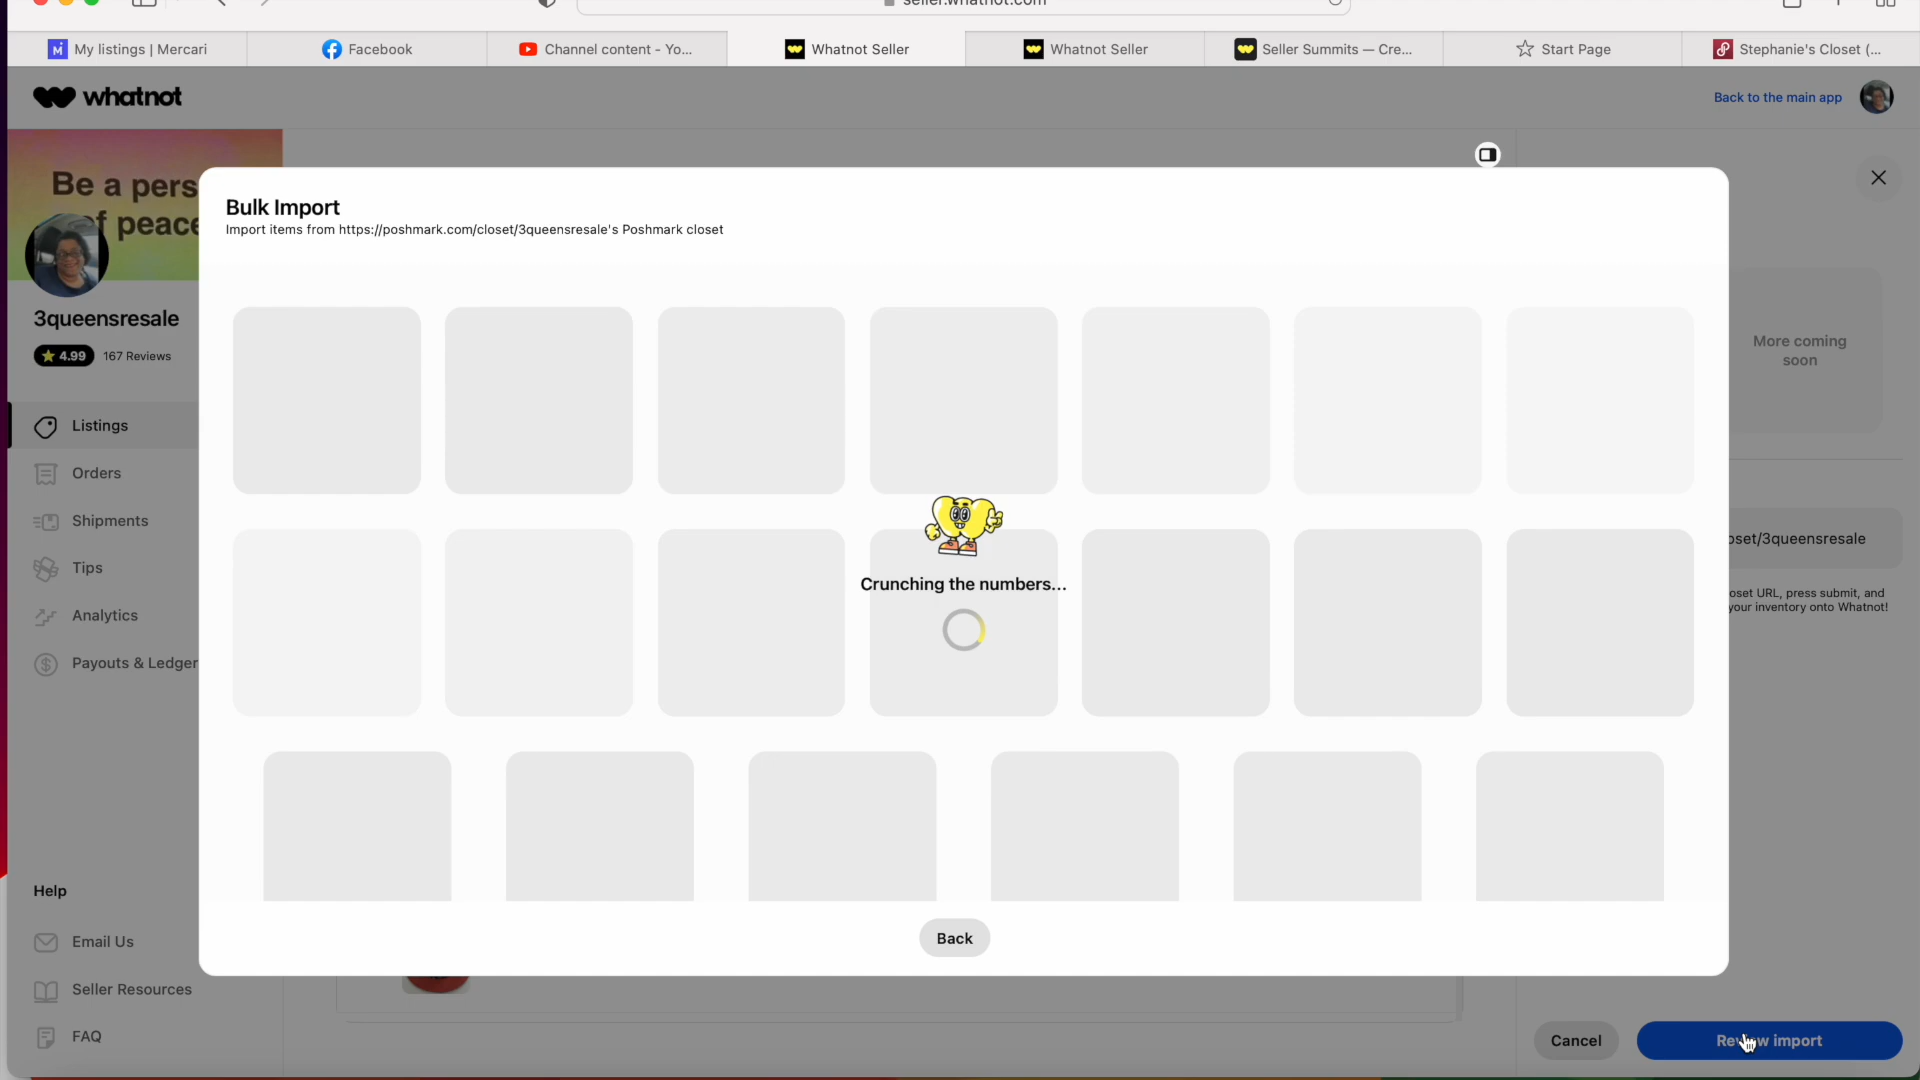 seller.whatnot.com
My listings | Mercari
Facebook
Channel content - Yo...
Whatnot Seller
Whatnot Seller
Seller Summits — Cre...
Start Page
Stephanie's Closet (...
whatnot
Back to the main app
Be a pers
of peace
Bulk Import
Import items from https://poshmark.com/closet/3queensresale's Poshmark closet
3queensresale
4.99 167 Reviews
More coming
soon
Listings
Orders
Shipments
Tips
Analytics
Payouts & Ledger
Crunching the numbers...
oset/3queensresale
oset URL, press submit, and
your inventory onto Whatnot!
Help
Email Us
Seller Resources
FAQ
Back
Cancel
Review import